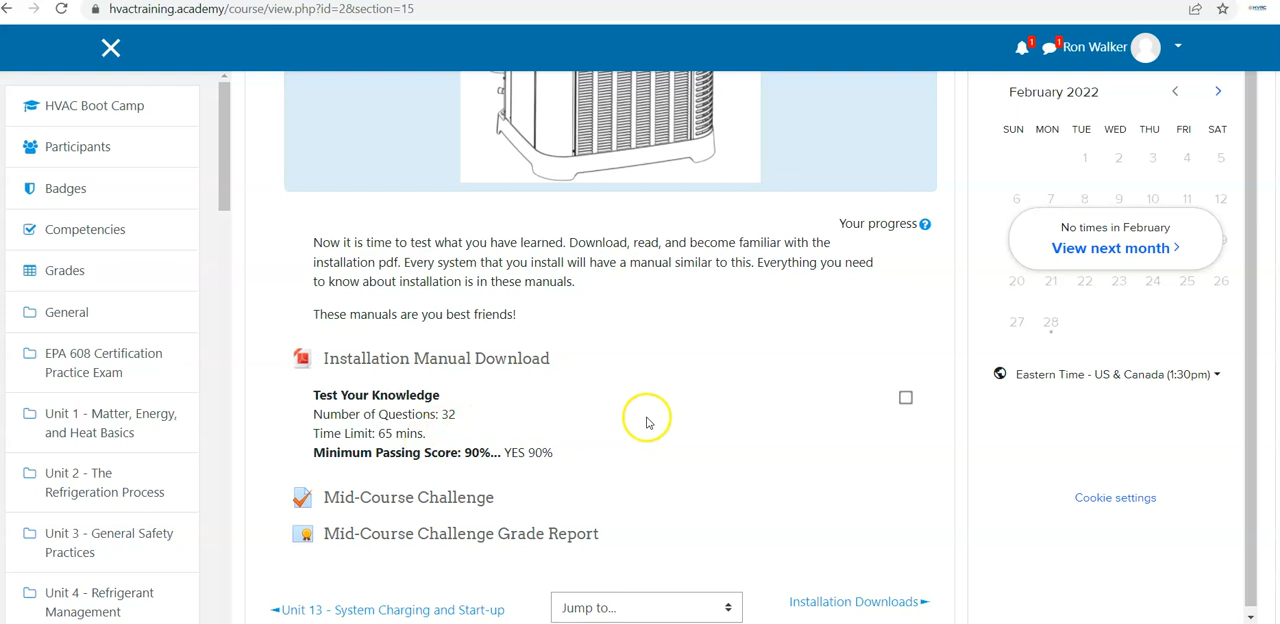 hvactraining.academy/course/view.php?id=2&section=15
HVAC
1
1
Ron Walker
HVAC Boot Camp
Participants
Badges
Competencies
Grades
General
EPA 608 Certification
Practice Exam
Unit 1 - Matter, Energy,
and Heat Basics
Unit 2 - The
Refrigeration Process
Unit 3 - General Safety
Practices
Unit 4 - Refrigerant
Management
Your progress
Now it is time to test what you have learned. Download, read, and become familiar with the
installation pdf. Every system that you install will have a manual similar to this. Everything you need
to know about installation is in these manuals.
These manuals are you best friends!
Installation Manual Download
Test Your Knowledge
Number of Questions: 32
Time Limit: 65 mins.
Minimum Passing Score: 90%... YES 90%
Mid-Course Challenge
Mid-Course Challenge Grade Report
◄Unit 13 - System Charging and Start-up
Jump to...
Installation Downloads►
February 2022
SUN MON TUE WED THU FRI SAT
1 2 3 4 5
6 7 8 9 10 11 12
No times in February
View next month
9
20 21 22 23 24 25 26
27 28
Eastern Time - US & Canada (1:30pm)
Cookie settings